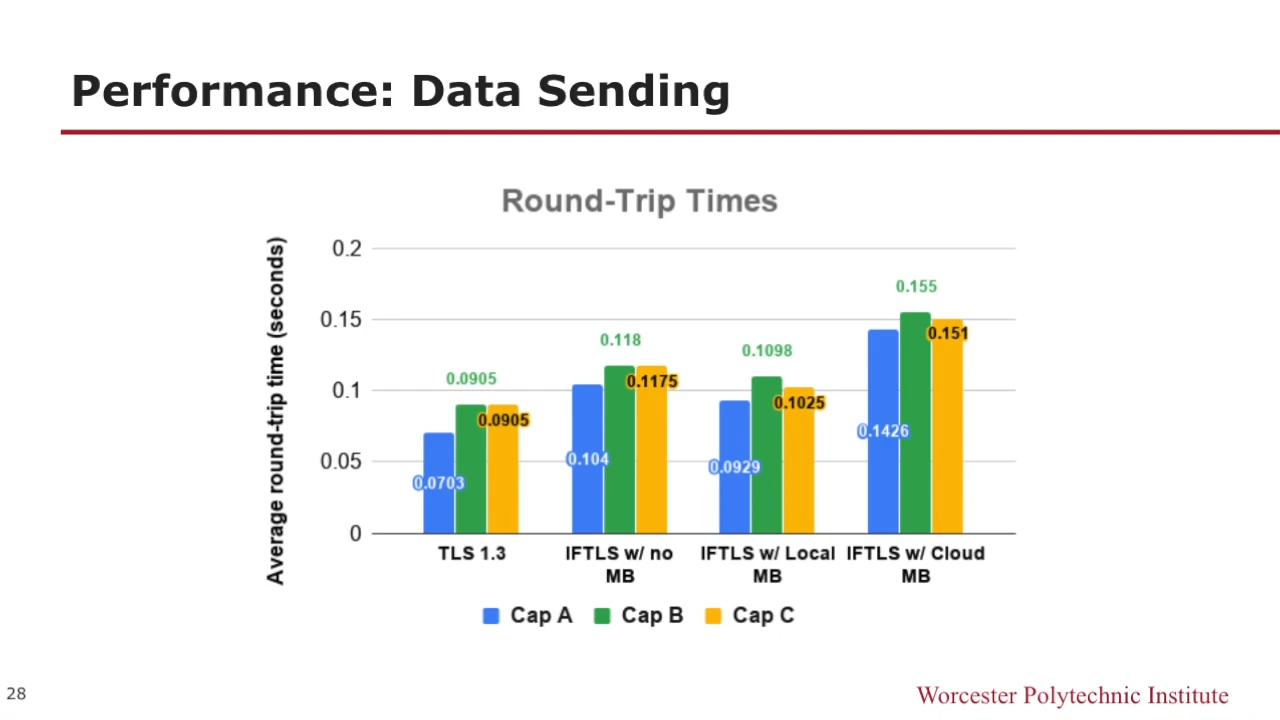 Performance: Data Sending
Round-Trip Times
Average round-trip time (seconds)
0.2
0.15
0.1
0.05
0
0.0703
0.0905
0.0905
0.104
0.118
0.1175
0.0929
0.1098
0.1025
0.1426
0.155
0.151
TLS 1.3
IFTLS w/ no
MB
IFTLS w/ Local
MB
IFTLS w/ Cloud
MB
Cap A
Cap B
Cap C
28
Worcester Polytechnic Institute